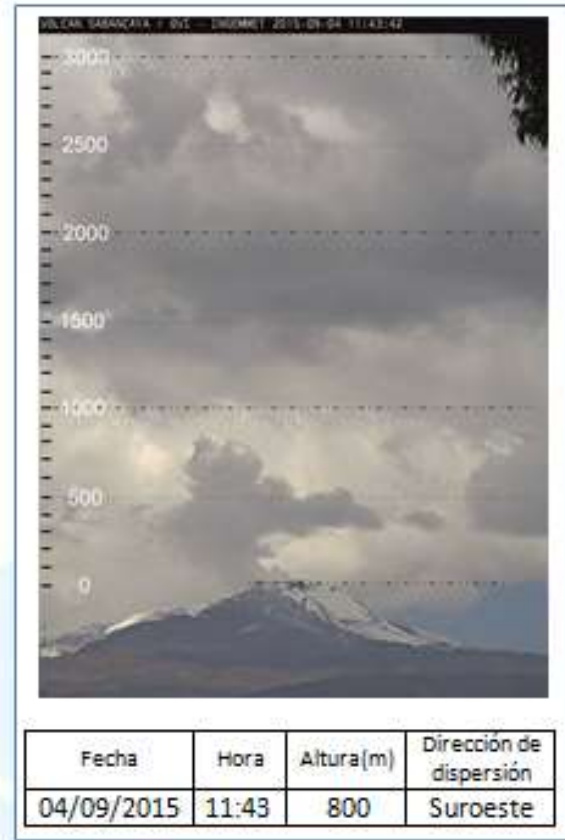 VOLCAN SABANCAYA / OVI - INGEMMET 2015-09-04 11:43:42
3000
2500
2000
1500
1000
500
0
Fecha Hora Altura(m) Dirección de dispersión
04/09/2015 11:43 800 Suroeste